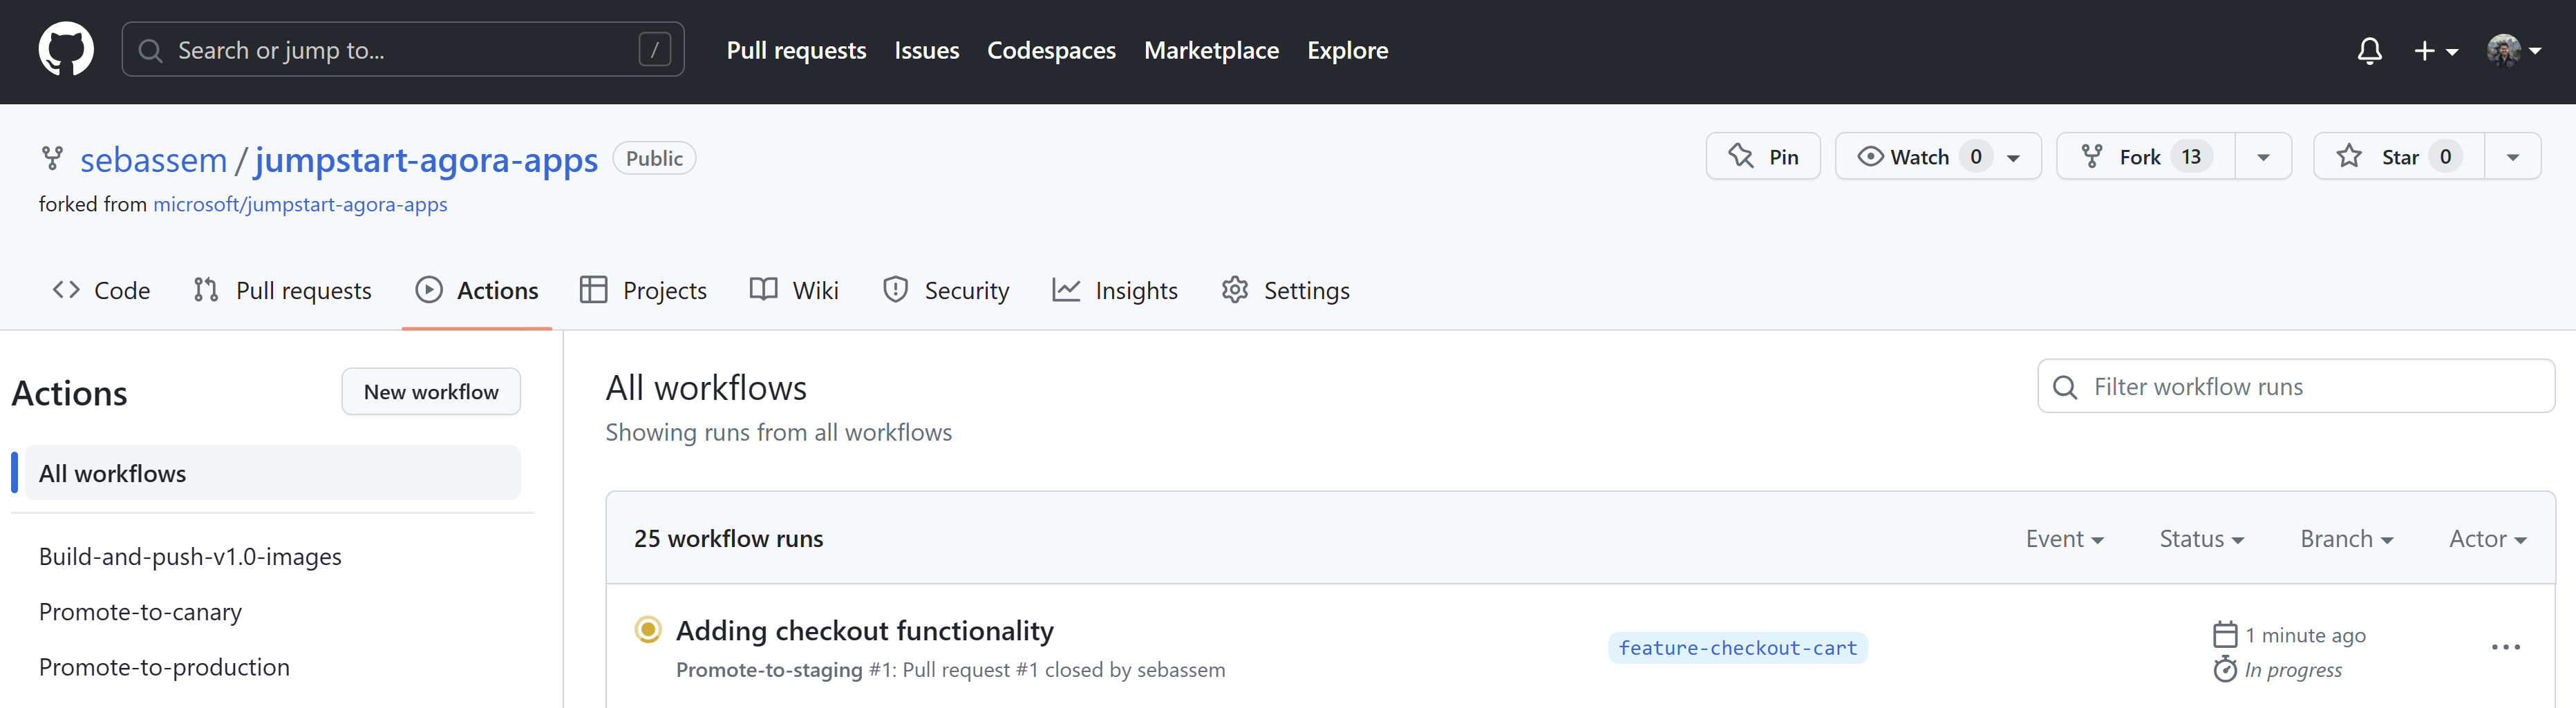 Search or jump to... / Pull requests Issues Codespaces Marketplace Explore
sebassem / jumpstart-agora-apps Public Pin Watch 0 Fork 13 Star 0
forked from microsoft/jumpstart-agora-apps
Code Pull requests Actions Projects Wiki Security Insights Settings
Actions New workflow
All workflows
Build-and-push-v1.0-images
Promote-to-canary
Promote-to-production
All workflows Filter workflow runs
Showing runs from all workflows
25 workflow runs Event Status Branch Actor
Adding checkout functionality
Promote-to-staging #1: Pull request #1 closed by sebassem
feature-checkout-cart
1 minute ago
In progress